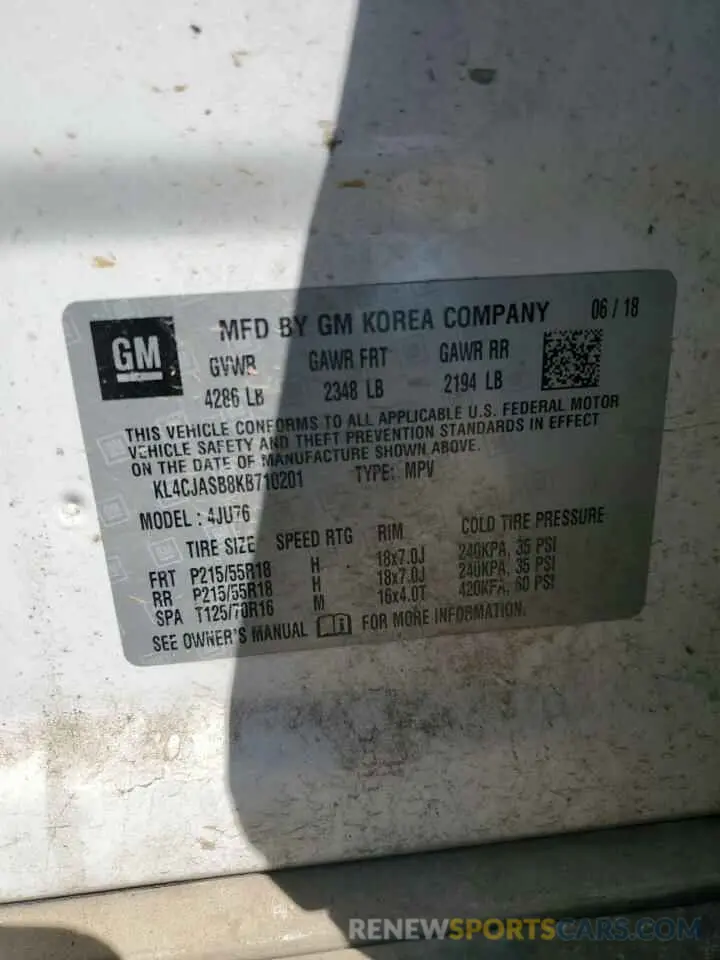 GM
MFD BY GM KOREA COMPANY 06 / 18
GVWR GAWR FRT GAWR RR
4286 LB 2348 LB 2194 LB
THIS VEHICLE CONFORMS TO ALL APPLICABLE U.S. FEDERAL MOTOR
VEHICLE SAFETY AND THEFT PREVENTION STANDARDS IN EFFECT
ON THE DATE OF MANUFACTURE SHOWN ABOVE.
KL4CJASB8KB710201 TYPE: MPV
MODEL : 4JU76
TIRE SIZE SPEED RTG RIM COLD TIRE PRESSURE
FRT P215/55R18 H 18x7.0J 240KPA, 35 PSI
RR P215/55R18 H 18x7.0J 240KPA, 35 PSI
SPA T125/70R16 M 16x4.0T 420KPA, 60 PSI
SEE OWNER'S MANUAL i FOR MORE INFORMATION.
RENEWSPORTSCARS.COM